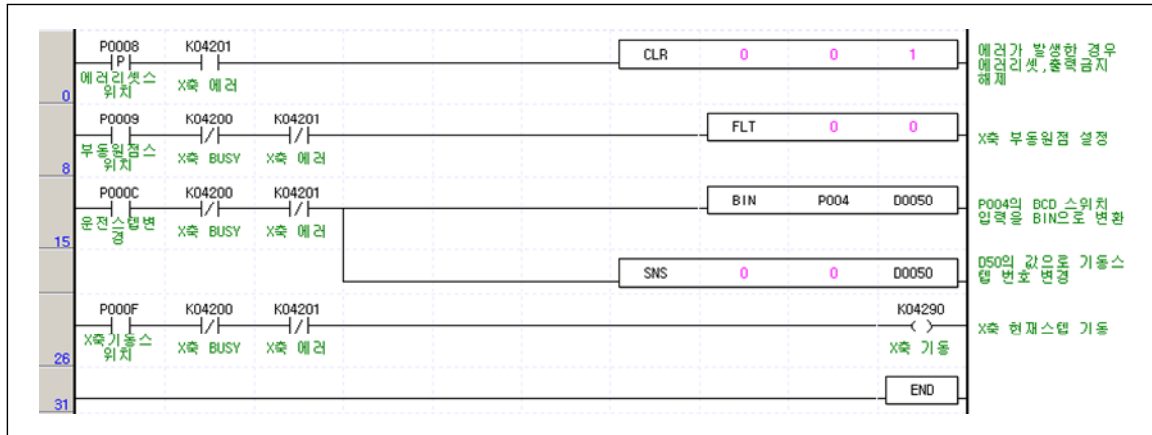 P0008 K04201
P CLR 0 0 1 에러가 발생한 경우
에러리셋스 에러리셋,출력금지
위치 X축 에러 해제
0
P0009 K04200 K04201
FLT 0 0
부동원점스 X축 부동원점 설정
위치 X축 BUSY X축 에러
8
P000C K04200 K04201
BIN P004 D0050 P004의 BCD 스위치
운전스텝변 입력을 BIN으로 변환
경 X축 BUSY X축 에러
15
SNS 0 0 D0050 D50의 값으로 기동스
텝 번호 변경
P000F K04200 K04201 K04290
X축기동스 X축 현재스텝 기동
위치 X축 BUSY X축 에러 X축 기동
26
END
31